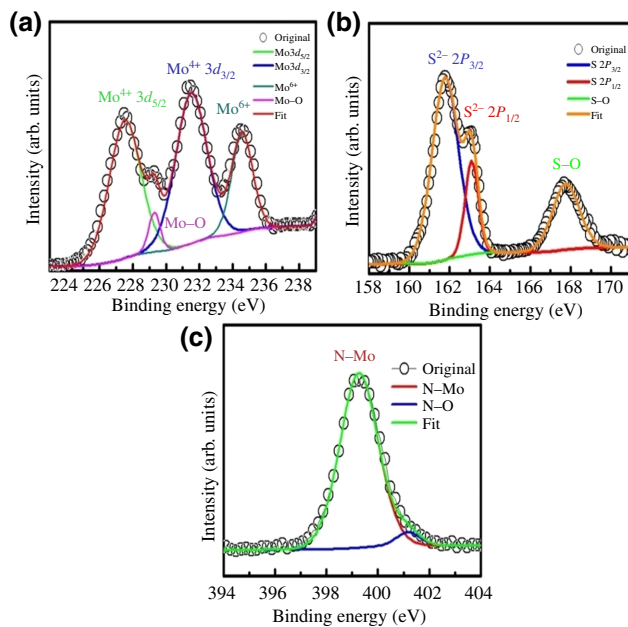 (a)
Original
Mo3d5/2
Mo3d3/2
Mo6+
Mo–O
Fit
Mo4+ 3d3/2
Mo4+ 3d5/2
Mo6+
Mo–O
Intensity (arb. units)
224 226 228 230 232 234 236 238
Binding energy (eV)
(b)
Original
S 2P3/2
S 2P1/2
S–O
Fit
S2− 2P3/2
S2− 2P1/2
S–O
Intensity (arb. units)
158 160 162 164 166 168 170
Binding energy (eV)
(c)
N–Mo
Original
N–Mo
N–O
Fit
Intensity (arb. units)
394 396 398 400 402 404
Binding energy (eV)